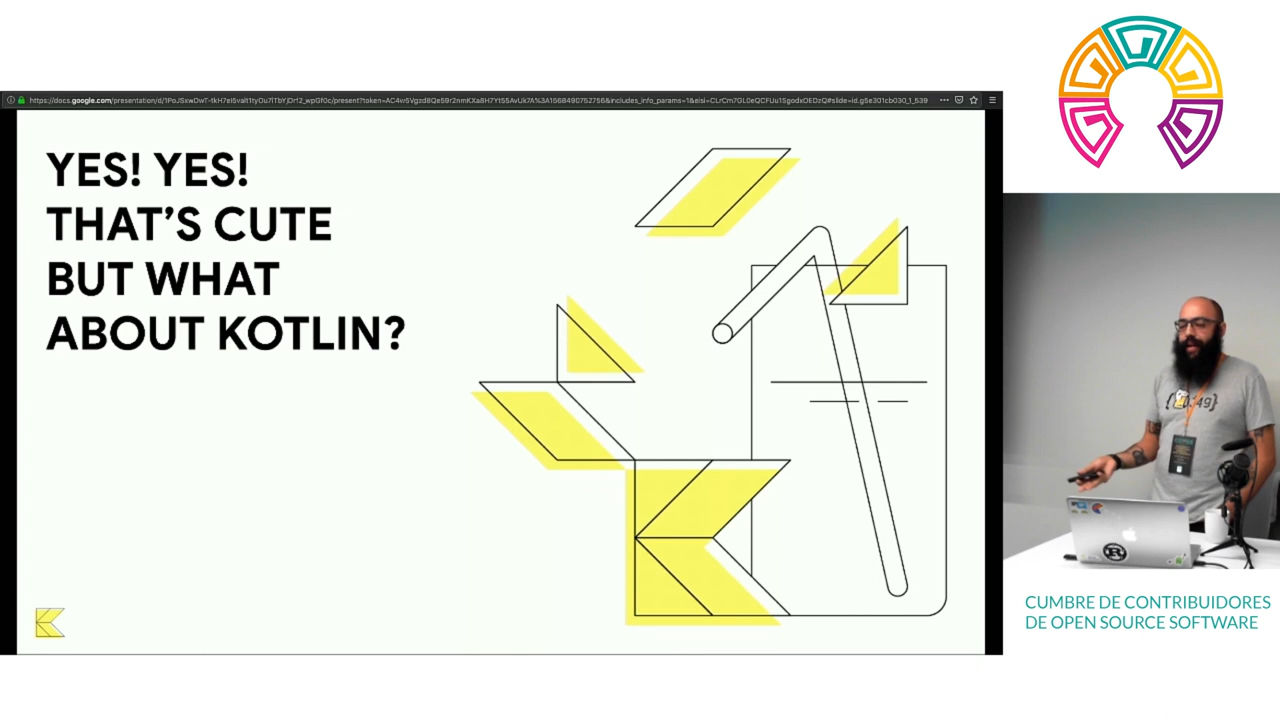 YES! YES!
THAT'S CUTE
BUT WHAT
ABOUT KOTLIN?
CUMBRE DE CONTRIBUIDORES
DE OPEN SOURCE SOFTWARE